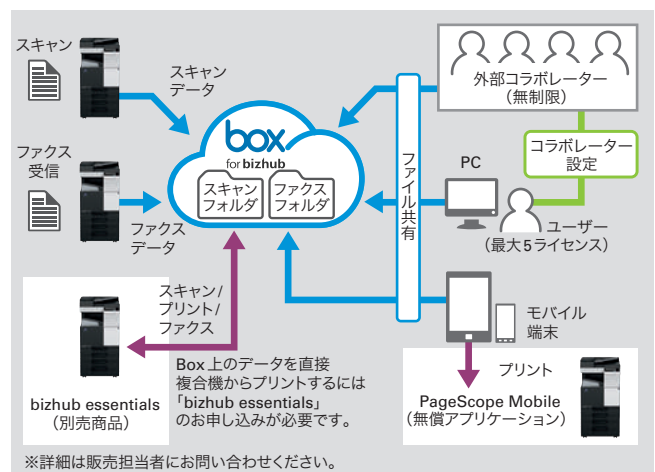 スキャン
スキャン
データ
ファクス
受信
ファクス
データ
box
for bizhub
スキャン
フォルダ
ファクス
フォルダ
ファイル共有
外部コラボレーター
（無制限）
コラボレーター
設定
PC
ユーザー
（最大5ライセンス）
モバイル
端末
プリント
PageScope Mobile
（無償アプリケーション）
スキャン/
プリント/
ファクス
bizhub essentials
（別売商品）
Box上のデータを直接
複合機からプリントするには
「bizhub essentials」
のお申し込みが必要です。
※詳細は販売担当者にお問い合わせください。